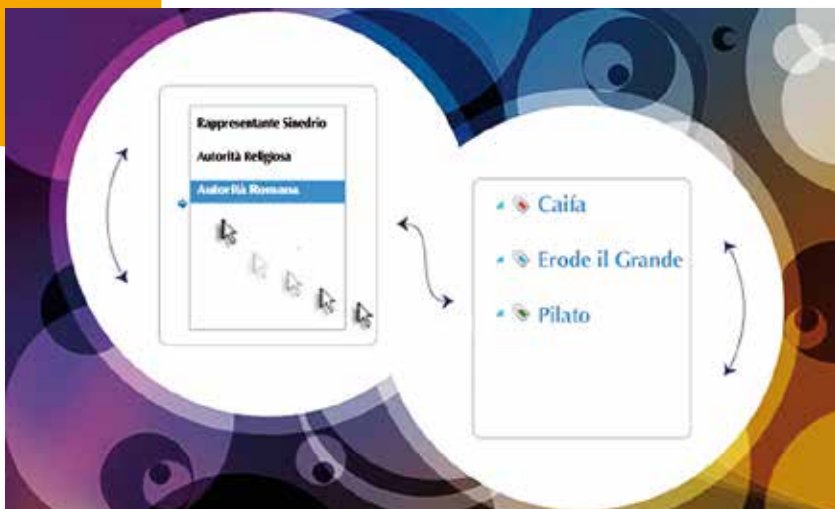 Rappresentante Sinedrio
Autorità Religiosa
Autorità Romana
Caifa
Erode il Grande
Pilato